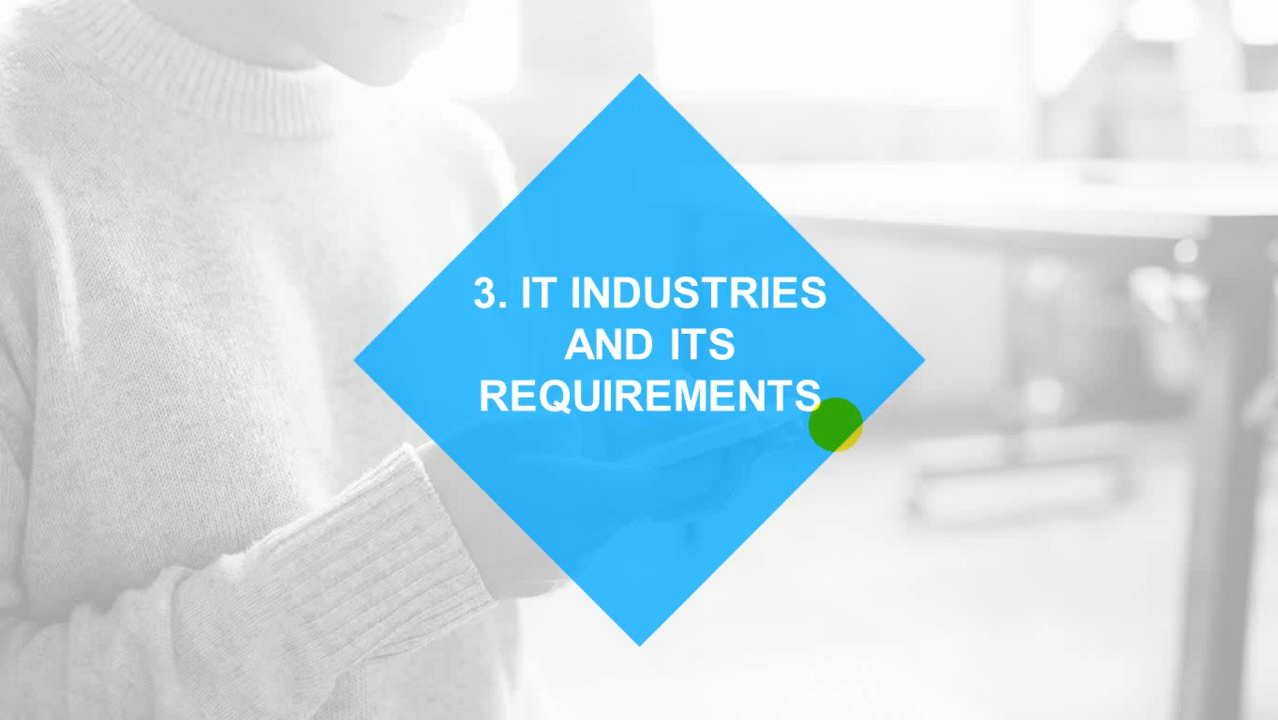 3. IT INDUSTRIES
AND ITS
REQUIREMENTS